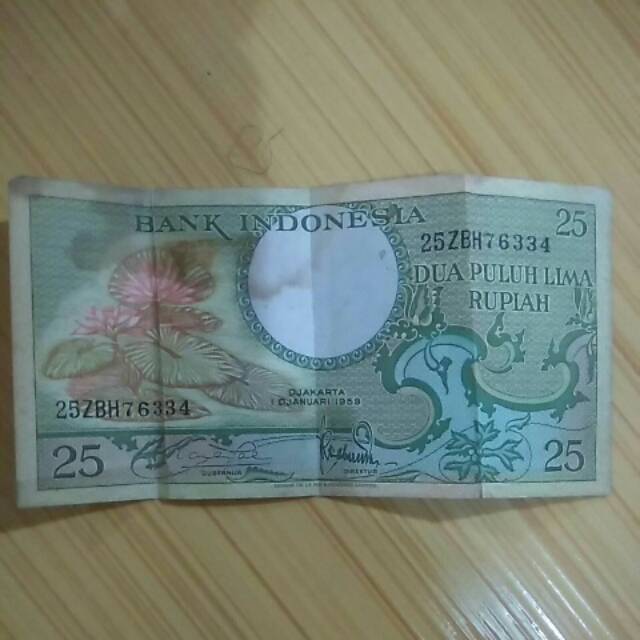 BANK INDONESIA
25
25ZBH76334
DUA PULUH LIMA
RUPIAH
25ZBH76334
DJAKARTA
1 DJANUARI 1959
GUBERNUR
DIREKTUR
25
25